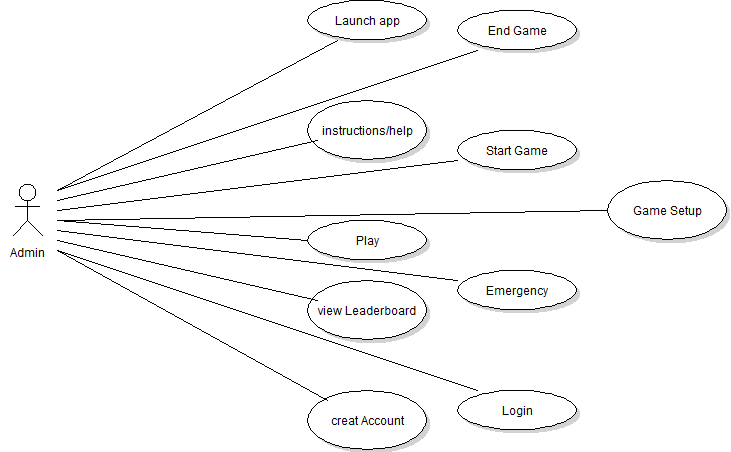 Launch app
End Game
instructions/help
Start Game
Game Setup
Play
Admin
Emergency
view Leaderboard
Login
creat Account